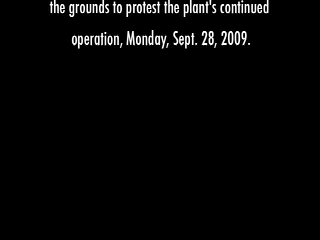 the grounds to protest the plant's continued
operation, Monday, Sept. 28, 2009.